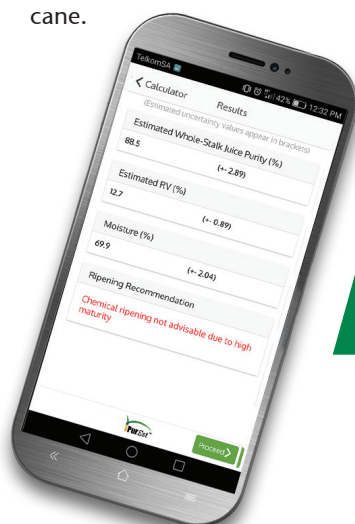 cane.
TelkomSA
42% 12:32 PM
Calculator
Results
(Estimated uncertainty values appear in brackets)
Estimated Whole-Stalk Juice Purity (%)
88.5 (+- 2.89)
Estimated RV (%)
12.7 (+- 0.89)
Moisture (%)
69.9 (+- 2.04)
Ripening Recommendation
Chemical ripening not advisable due to high
maturity
PurEst™
Proceed